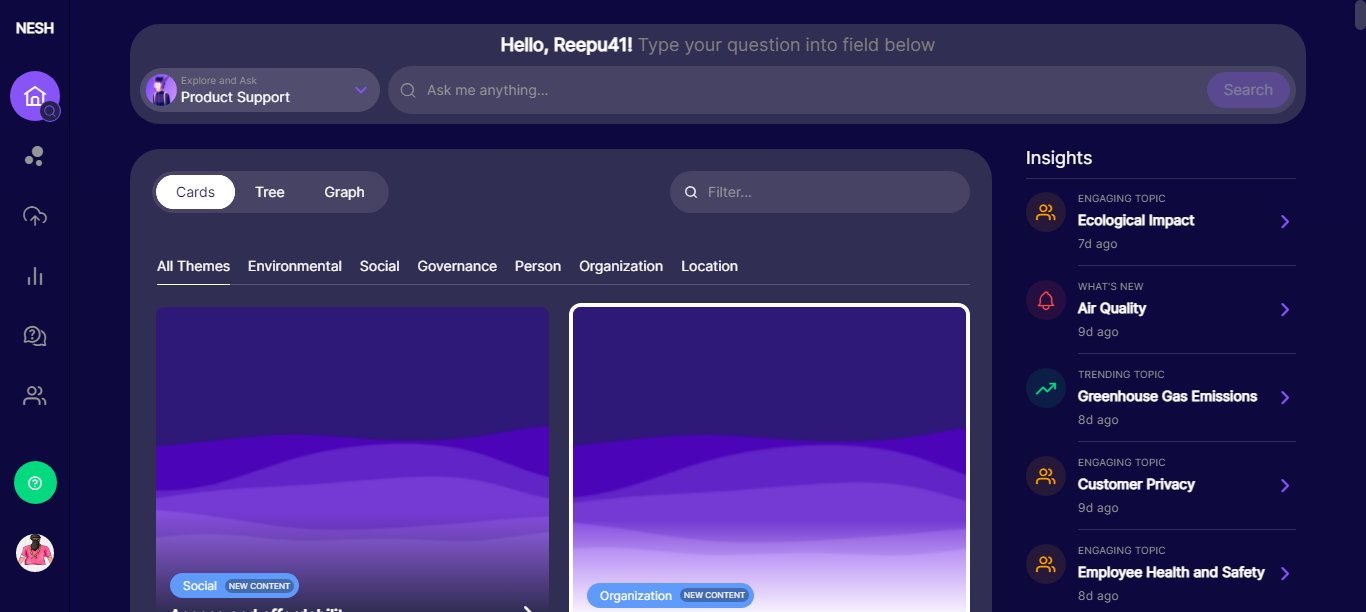 NESH
Hello, Reepu41! Type your question into field below
Explore and Ask
Product Support
Ask me anything...
Search
Cards
Tree
Graph
Filter...
All Themes
Environmental
Social
Governance
Person
Organization
Location
Social
NEW CONTENT
Organization
NEW CONTENT
Insights
ENGAGING TOPIC
Ecological Impact
7d ago
WHAT'S NEW
Air Quality
9d ago
TRENDING TOPIC
Greenhouse Gas Emissions
8d ago
ENGAGING TOPIC
Customer Privacy
9d ago
ENGAGING TOPIC
Employee Health and Safety
8d ago